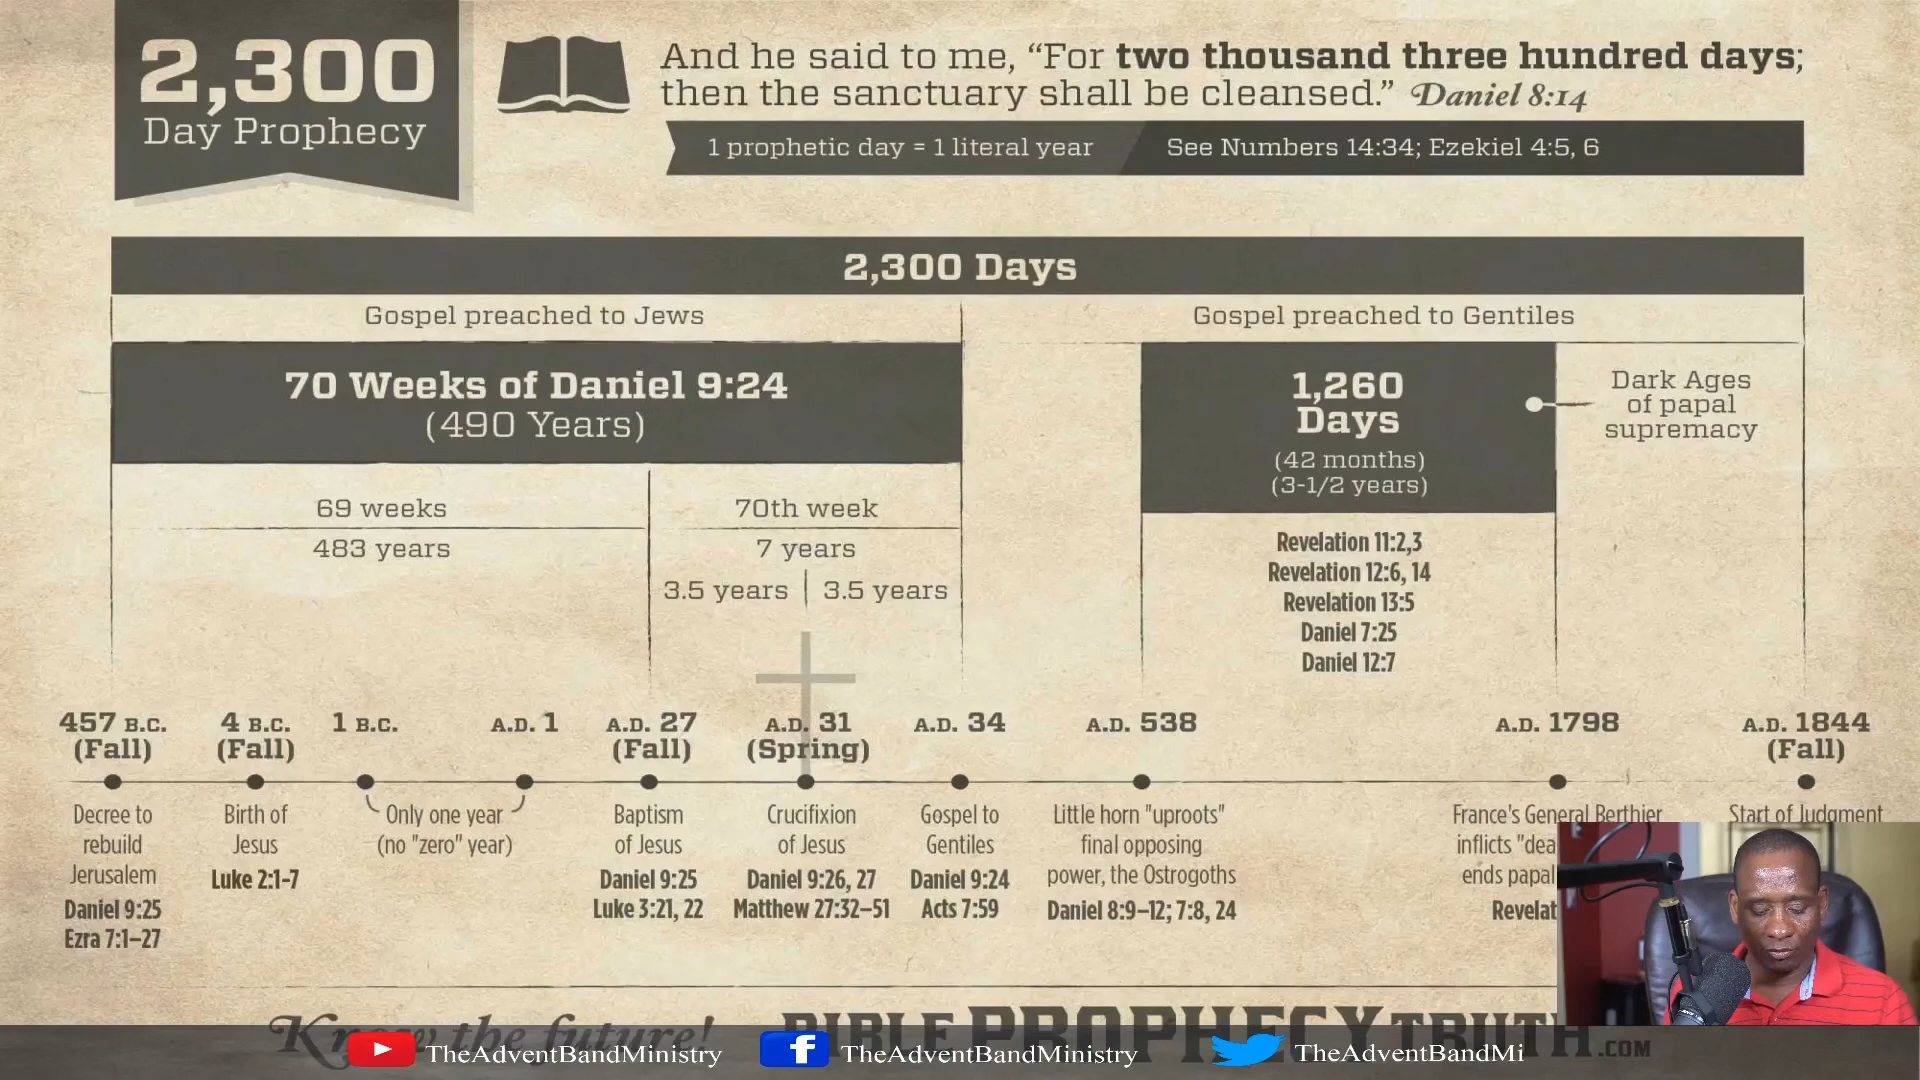 2,300
Day Prophecy
And he said to me, “For two thousand three hundred days;
then the sanctuary shall be cleansed.” Daniel 8:14
1 prophetic day = 1 literal year
See Numbers 14:34; Ezekiel 4:5, 6
2,300 Days
Gospel preached to Jews
Gospel preached to Gentiles
70 Weeks of Daniel 9:24
(490 Years)
1,260
Days
(42 months)
(3-1/2 years)
Dark Ages
of papal
supremacy
69 weeks
483 years
70th week
7 years
3.5 years
3.5 years
Revelation 11:2,3
Revelation 12:6, 14
Revelation 13:5
Daniel 7:25
Daniel 12:7
457 B.C.
(Fall)
Decree to
rebuild
Jerusalem
Daniel 9:25
Ezra 7:1–27
4 B.C.
(Fall)
Birth of
Jesus
Luke 2:1-7
1 B.C.
A.D. 1
Only one year
(no "zero" year)
A.D. 27
(Fall)
Baptism
of Jesus
Daniel 9:25
Luke 3:21, 22
A.D. 31
(Spring)
Crucifixion
of Jesus
Daniel 9:26, 27
Matthew 27:32–51
A.D. 34
Gospel to
Gentiles
Daniel 9:24
Acts 7:59
A.D. 538
Little horn "uproots"
final opposing
power, the Ostrogoths
Daniel 8:9–12; 7:8, 24
A.D. 1798
France's General Berthier
inflicts "dea
ends papal
Revelat
A.D. 1844
(Fall)
Start of Judgment
Know the future!
BIBLE PROPHECY TRUTH.COM
TheAdventBandMinistry
TheAdventBandMinistry
TheAdventBandMi